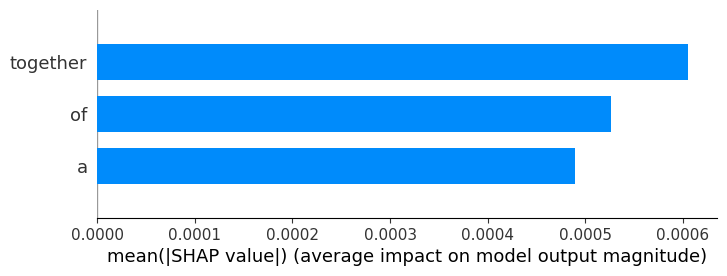 together
of
a
0.0000 0.0001 0.0002 0.0003 0.0004 0.0005 0.0006
mean(|SHAP value|) (average impact on model output magnitude)